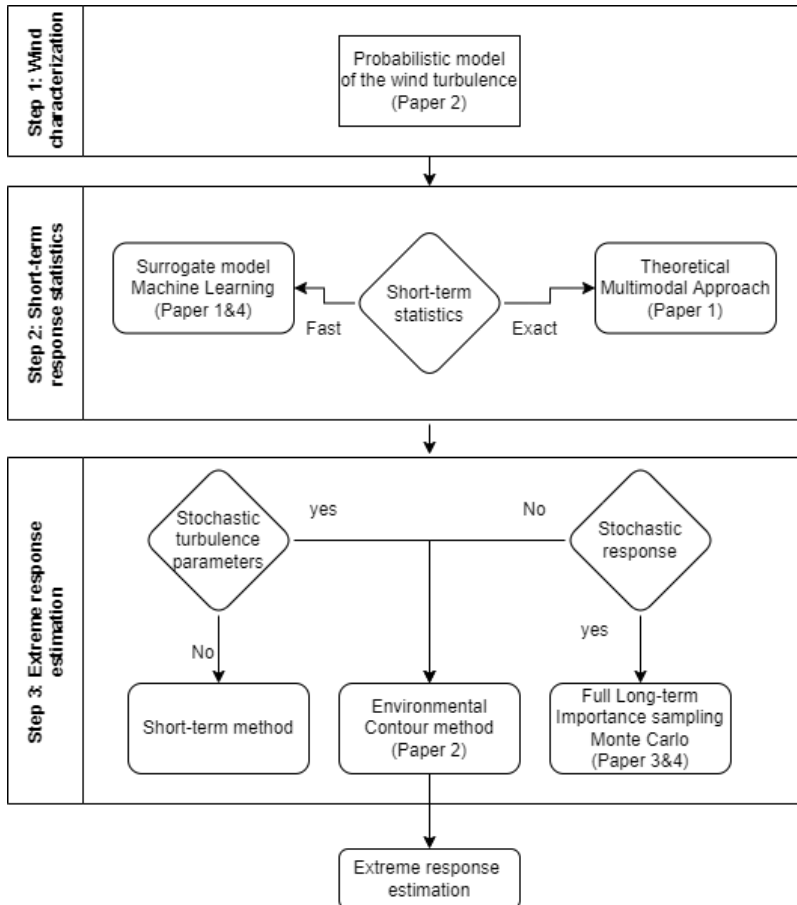 Step 1: Wind
characterization
Probabilistic model
of the wind turbulence
(Paper 2)
Step 2: Short-term
response statistics
Surrogate model
Machine Learning
(Paper 1&4)
Fast
Short-term
statistics
Exact
Theoretical
Multimodal Approach
(Paper 1)
Step 3: Extreme response
estimation
Stochastic
turbulence
parameters
yes
No
Stochastic
response
No
yes
Short-term method
Environmental
Contour method
(Paper 2)
Full Long-term
Importance sampling
Monte Carlo
(Paper 3&4)
Extreme response
estimation